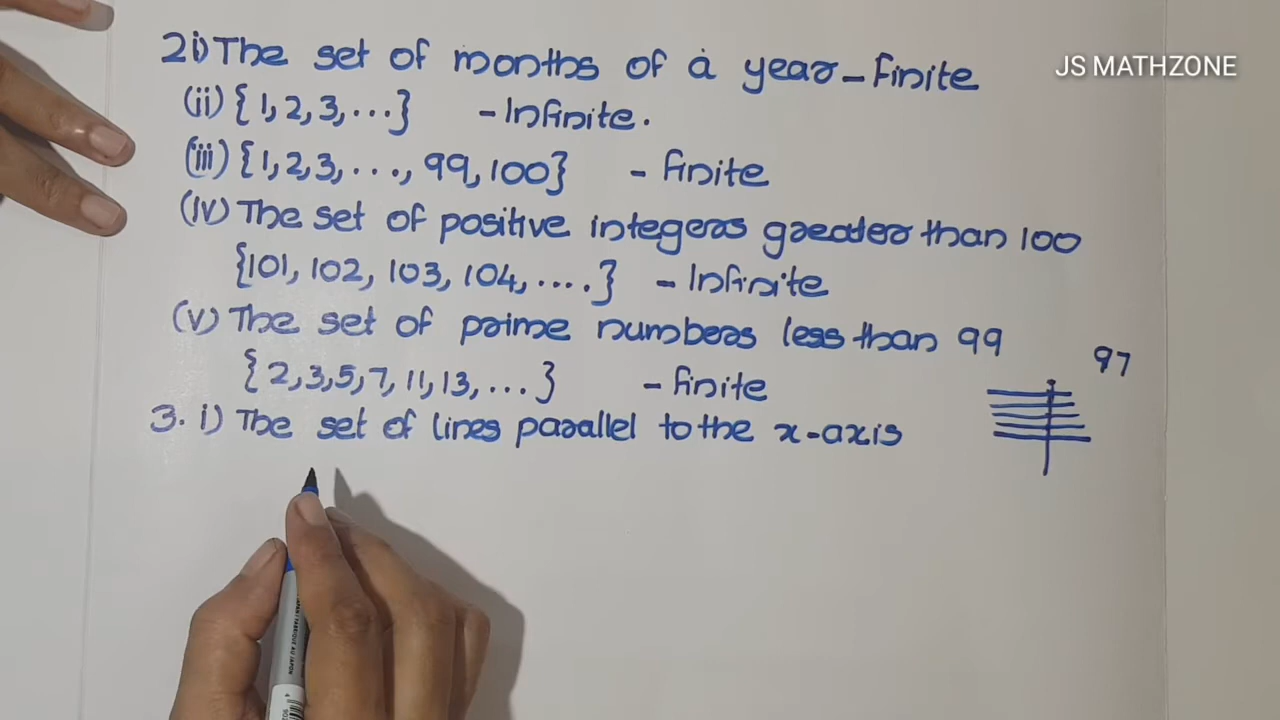 2i) The set of months of a year - finite
JS MATHZONE
(ii) {1, 2, 3, ...} - Infinite.
(iii) {1, 2, 3, ..., 99, 100} - finite
(iv) The set of positive integers greater than 100
{101, 102, 103, 104, ....} - Infinite
(v) The set of prime numbers less than 99
97
{2, 3, 5, 7, 11, 13, ...} - finite
3. i) The set of lines parallel to the x-axis